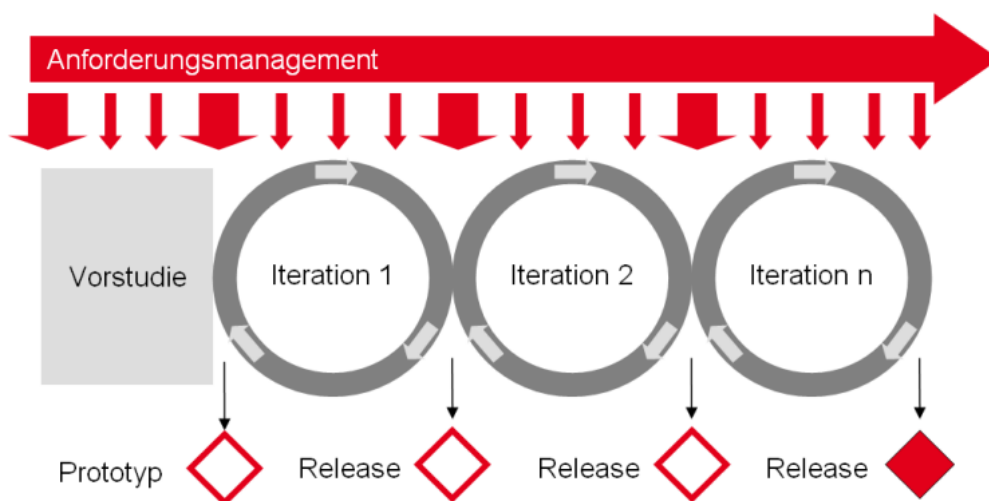 Anforderungsmanagement
Vorstudie
Iteration 1
Iteration 2
Iteration n
Prototyp
Release
Release
Release